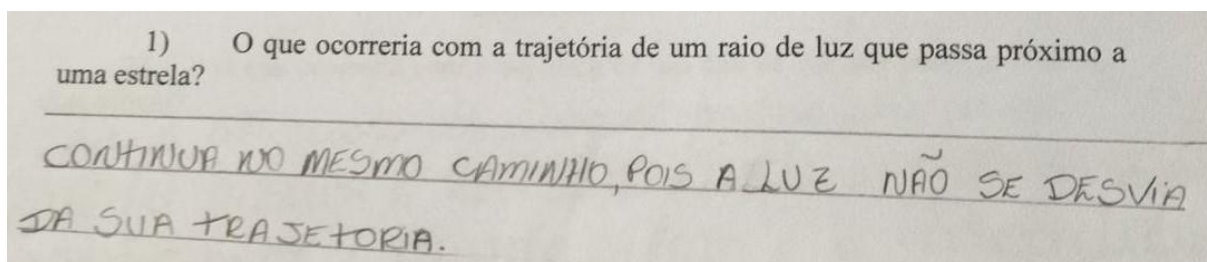 1) O que ocorreria com a trajetória de um raio de luz que passa próximo a
uma estrela?
CONTINUA NO MESMO CAMINHO, POIS A LUZ NÃO SE DESVIA
DA SUA TRAJETORIA.